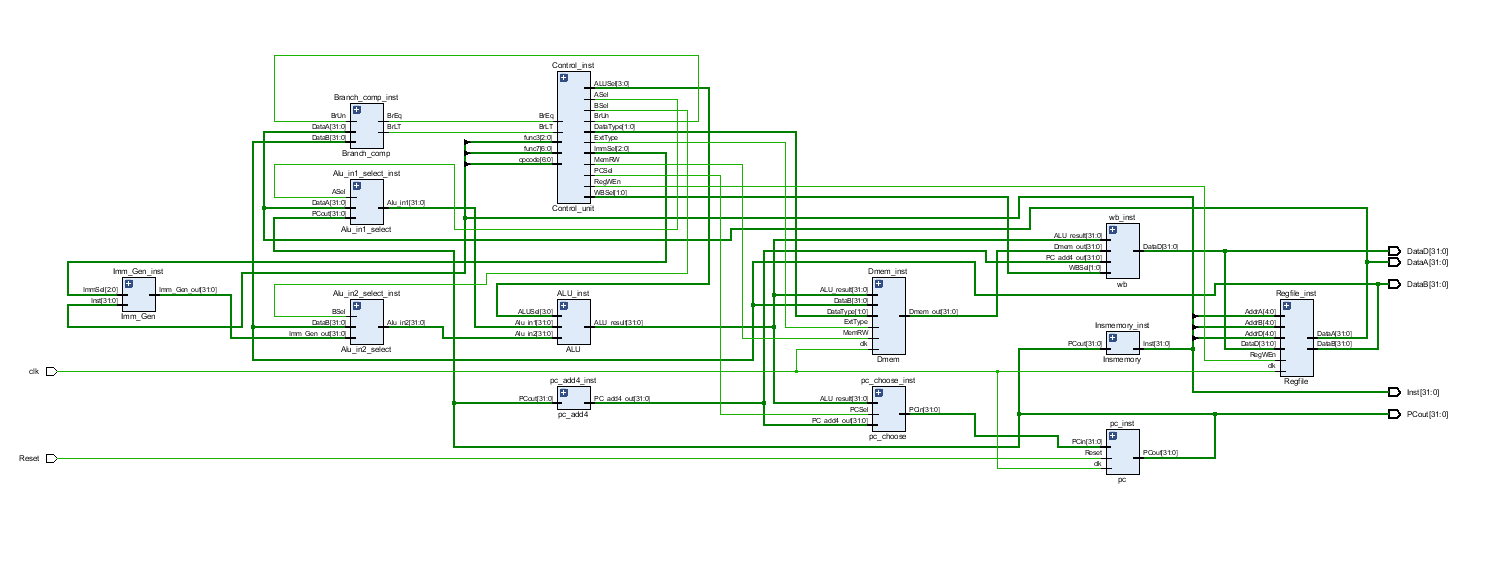 Control_inst
ALUSel[3:0]
ASel
BSel
BrUn
DataType[1:0]
ExtType
ImmSel[2:0]
MemRW
PCSel
RegWEn
WBSel[1:0]
BrEq
BrLT
func3[2:0]
func7[6:0]
opcode[6:0]
Control_unit
Branch_comp_inst
BrUn
DataA[31:0]
DataB[31:0]
BrEq
BrLT
Branch_comp
Alu_in1_select_inst
ASel
DataA[31:0]
PCout[31:0]
Alu_in1[31:0]
Alu_in1_select
Imm_Gen_inst
ImmSel[2:0]
Inst[31:0]
Imm_Gen_out[31:0]
Imm_Gen
Alu_in2_select_inst
BSel
DataB[31:0]
Imm_Gen_out[31:0]
Alu_in2[31:0]
Alu_in2_select
ALU_inst
ALUSel[3:0]
Alu_in1[31:0]
Alu_in2[31:0]
ALU_result[31:0]
ALU
Dmem_inst
ALU_result[31:0]
DataB[31:0]
DataType[1:0]
ExtType
MemRW
clk
Dmem_out[31:0]
Dmem
wb_inst
ALU_result[31:0]
Dmem_out[31:0]
PC_add4_out[31:0]
WBSel[1:0]
DataD[31:0]
wb
Insmemory_inst
PCout[31:0]
Inst[31:0]
Insmemory
Regfile_inst
AddrA[4:0]
AddrB[4:0]
AddrD[4:0]
DataD[31:0]
RegWEn
clk
DataA[31:0]
DataB[31:0]
Regfile
DataD[31:0]
DataA[31:0]
DataB[31:0]
Inst[31:0]
PCout[31:0]
clk
pc_add4_inst
PCout[31:0]
PC_add4_out[31:0]
pc_add4
pc_choose_inst
ALU_result[31:0]
PCSel
PC_add4_out[31:0]
PCin[31:0]
pc_choose
pc_inst
PCin[31:0]
Reset
clk
PCout[31:0]
pc
Reset